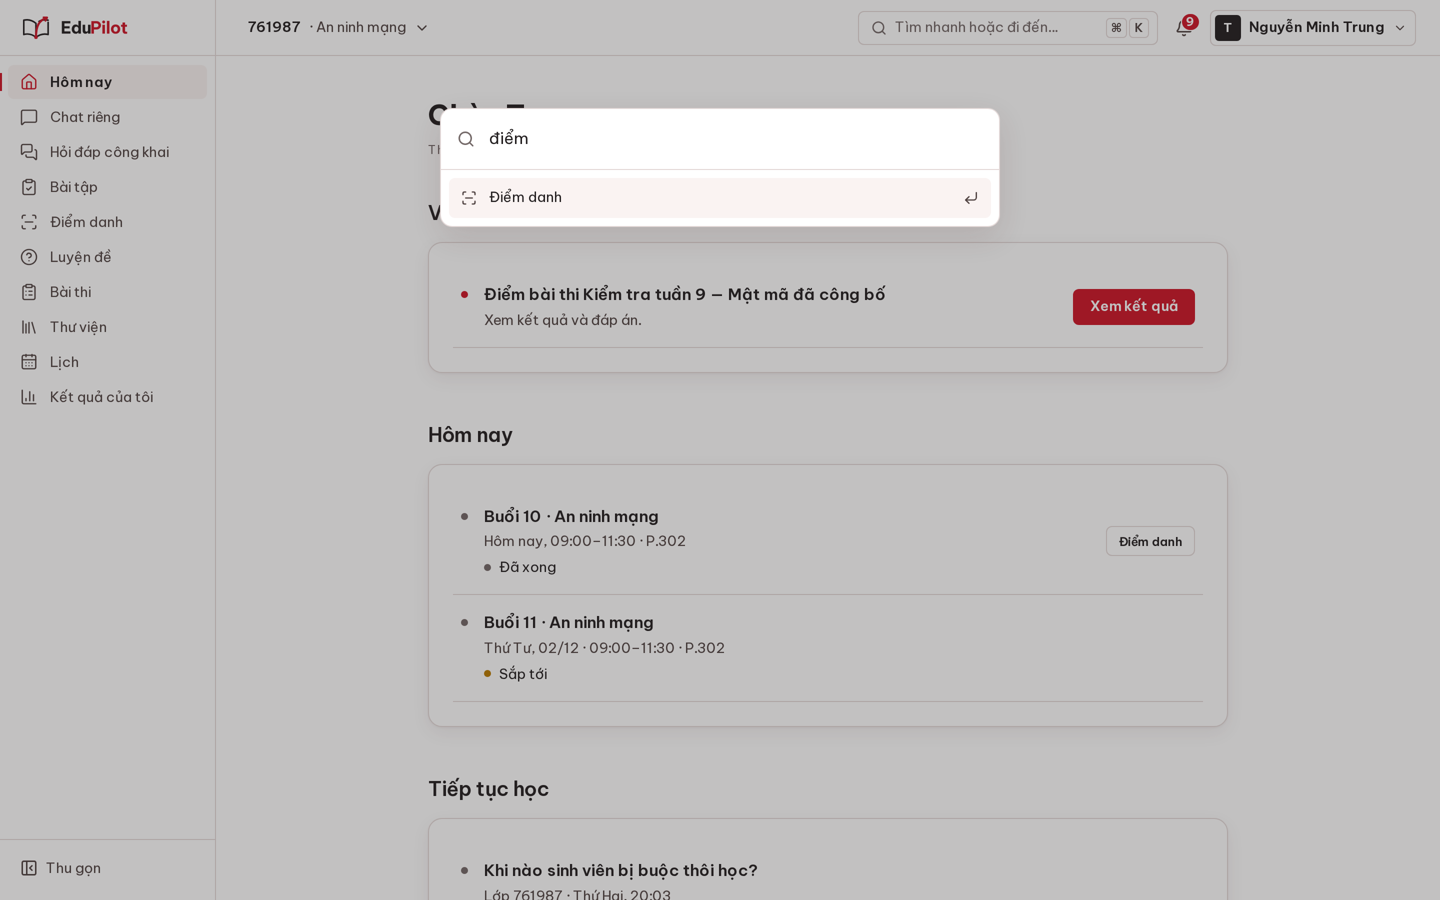 EduPilot
761987 · An ninh mạng
Tìm nhanh hoặc đi đến...
⌘ K
9
T
Nguyễn Minh Trung
Hôm nay
Chat riêng
Hỏi đáp công khai
Bài tập
Điểm danh
Luyện đề
Bài thi
Thư viện
Lịch
Kết quả của tôi
Thu gọn
điểm
Điểm danh
Điểm bài thi Kiểm tra tuần 9 — Mật mã đã công bố
Xem kết quả và đáp án.
Xem kết quả
Hôm nay
Buổi 10 · An ninh mạng
Hôm nay, 09:00–11:30 · P.302
Đã xong
Điểm danh
Buổi 11 · An ninh mạng
Thứ Tư, 02/12 · 09:00–11:30 · P.302
Sắp tới
Tiếp tục học
Khi nào sinh viên bị buộc thôi học?
Lớp 761987 · Thứ Hai, 20:03